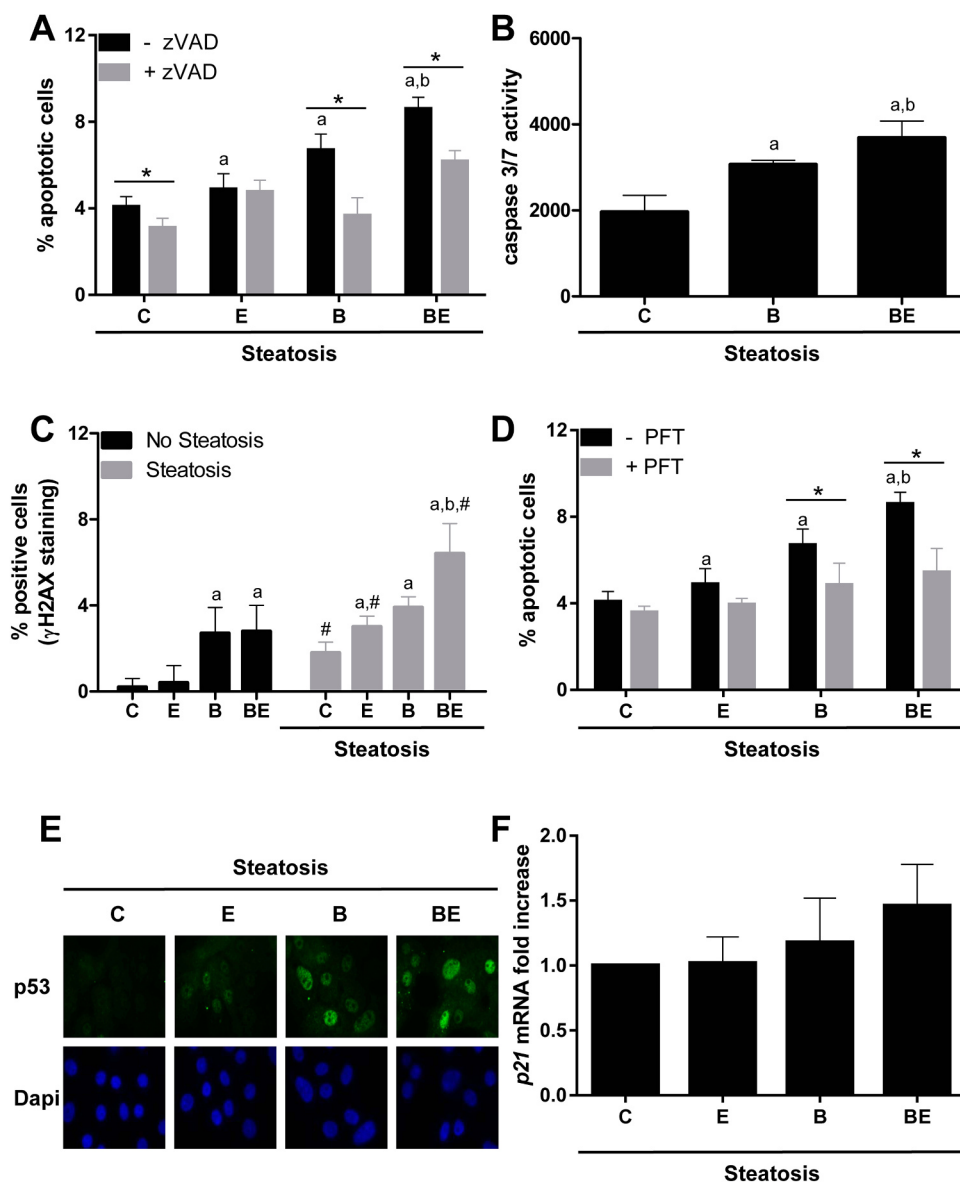 A
% apoptotic cells
12
8
4
0
- zVAD
+ zVAD
*
a
a
*
a,b
*
C E B BE
Steatosis
B
caspase 3/7 activity
6000
4000
2000
0
a
a,b
C B BE
Steatosis
C
% positive cells
(γH2AX staining)
12
8
4
0
No Steatosis
Steatosis
a
a
#
a,#
a
a,b,#
C E B BE C E B BE
Steatosis
D
% apoptotic cells
12
8
4
0
- PFT
+ PFT
a
a
*
a,b
*
C E B BE
Steatosis
E
Steatosis
C E B BE
p53
Dapi
F
p21 mRNA fold increase
2.0
1.5
1.0
0.5
0.0
C E B BE
Steatosis